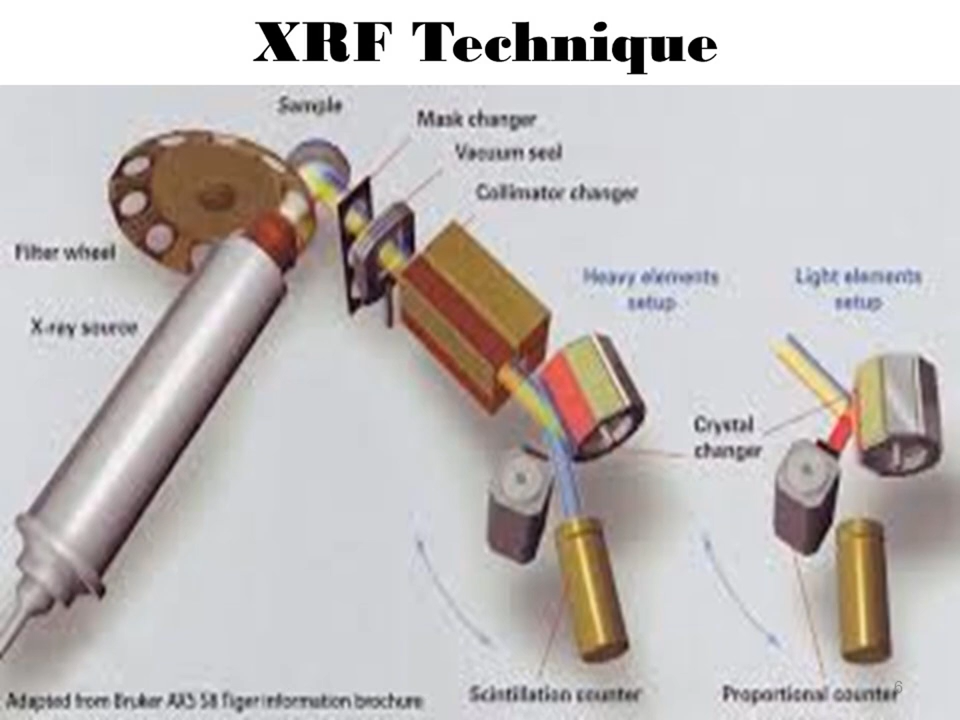 XRF Technique
Sample
Mask changer
Vacuum seal
Collimator changer
Filter wheel
Heavy elements
setup
Light elements
setup
X-ray source
Crystal
changer
Adapted from Bruker AXS S8 Tiger information brochure
Scintillation counter
Proportional counter
6